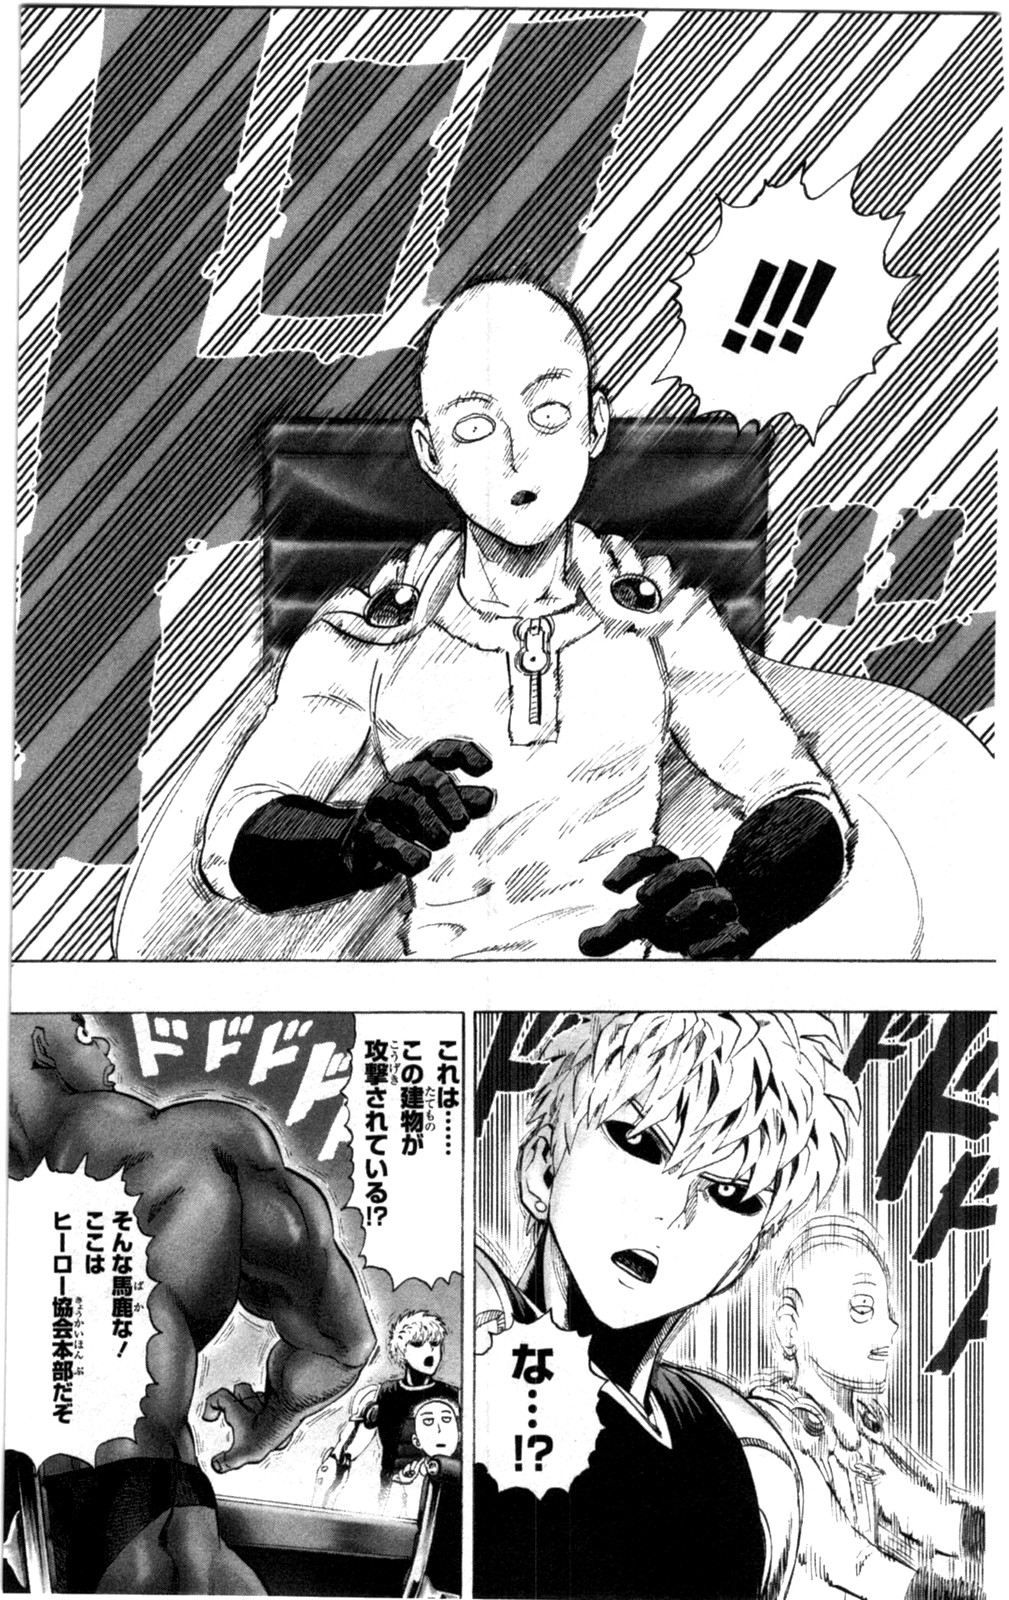 !!!
ドドド
な…!?
ドドドド
これは……
この建物が
攻撃されている!?
そんな馬鹿な!
ここは
ヒーロー協会本部だぞ